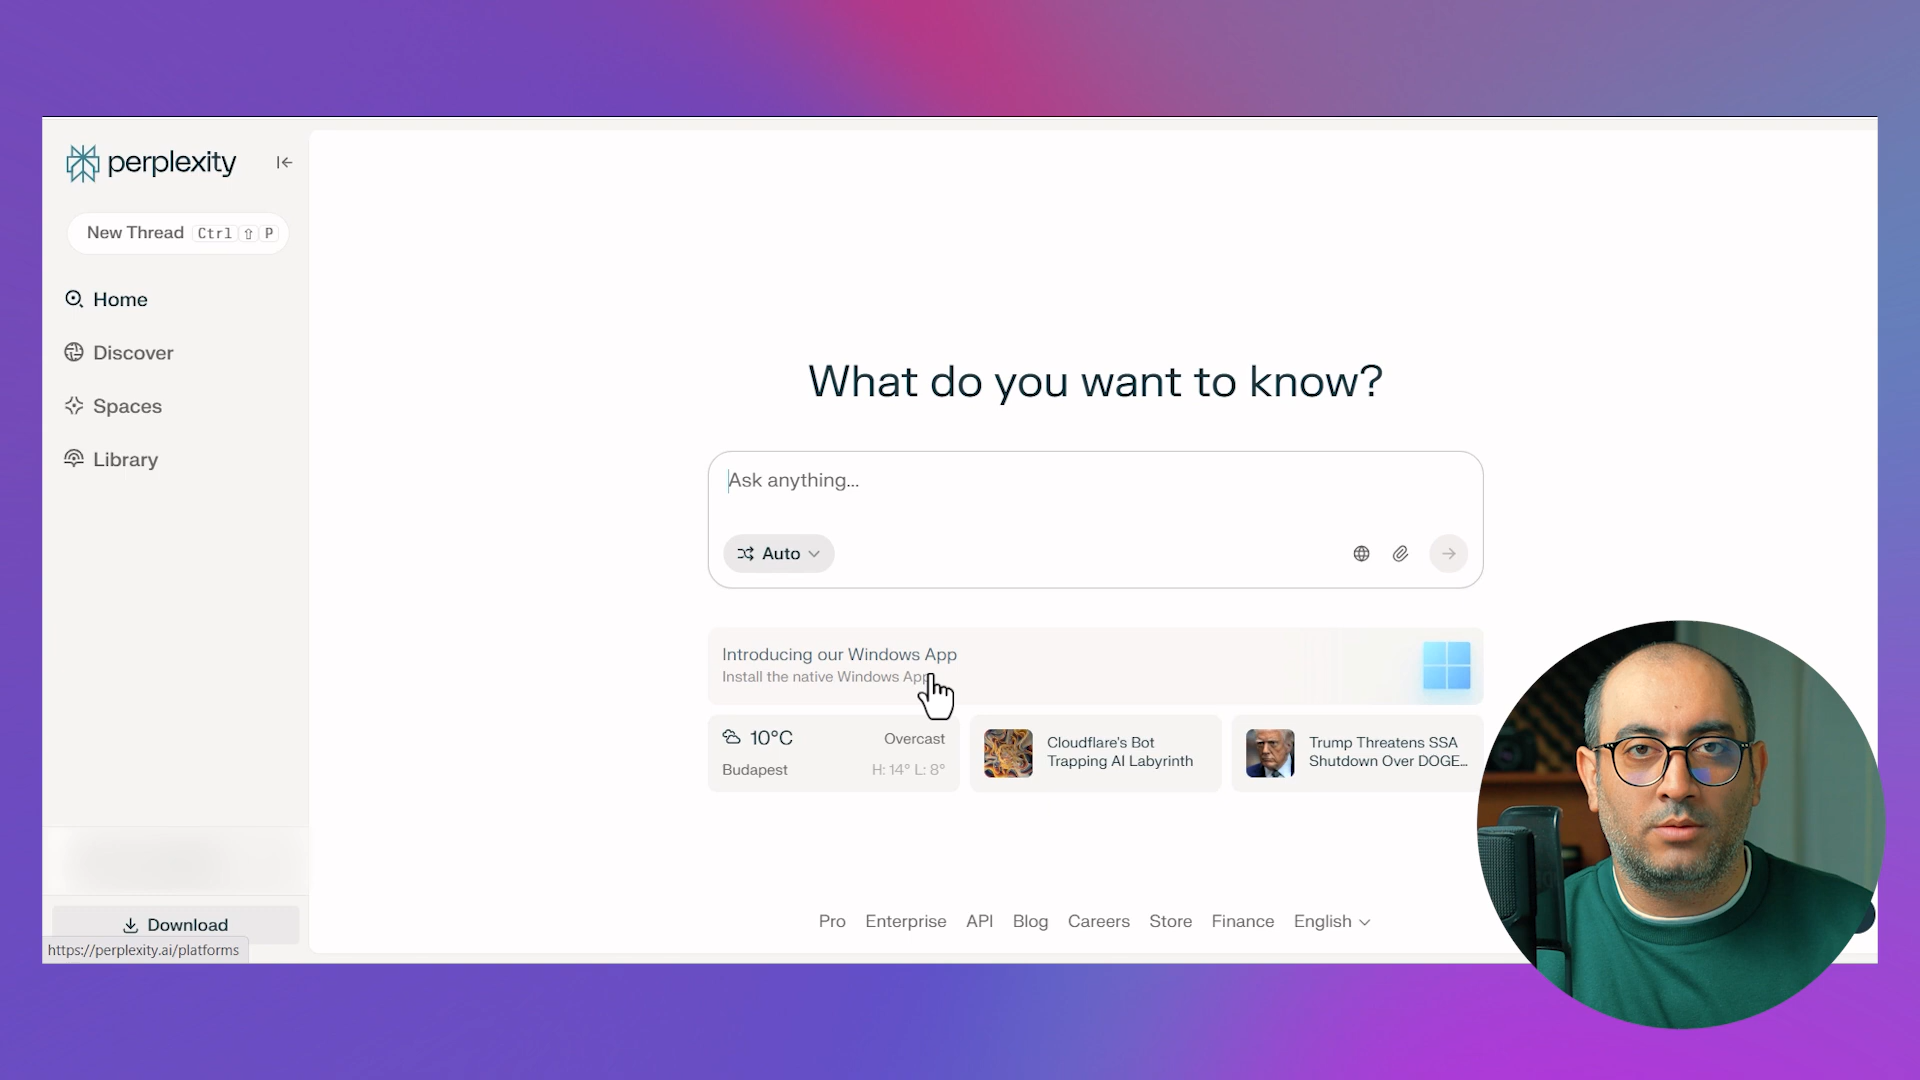 perplexity
New Thread Ctrl ⇧ P
Home
Discover
Spaces
Library
What do you want to know?
Ask anything...
Auto
Introducing our Windows App
Install the native Windows App
10°C
Overcast
Budapest
H: 14° L: 8°
Cloudflare's Bot
Trapping AI Labyrinth
Trump Threatens SSA
Shutdown Over DOGE...
Pro Enterprise API Blog Careers Store Finance English
Download
https://perplexity.ai/platforms